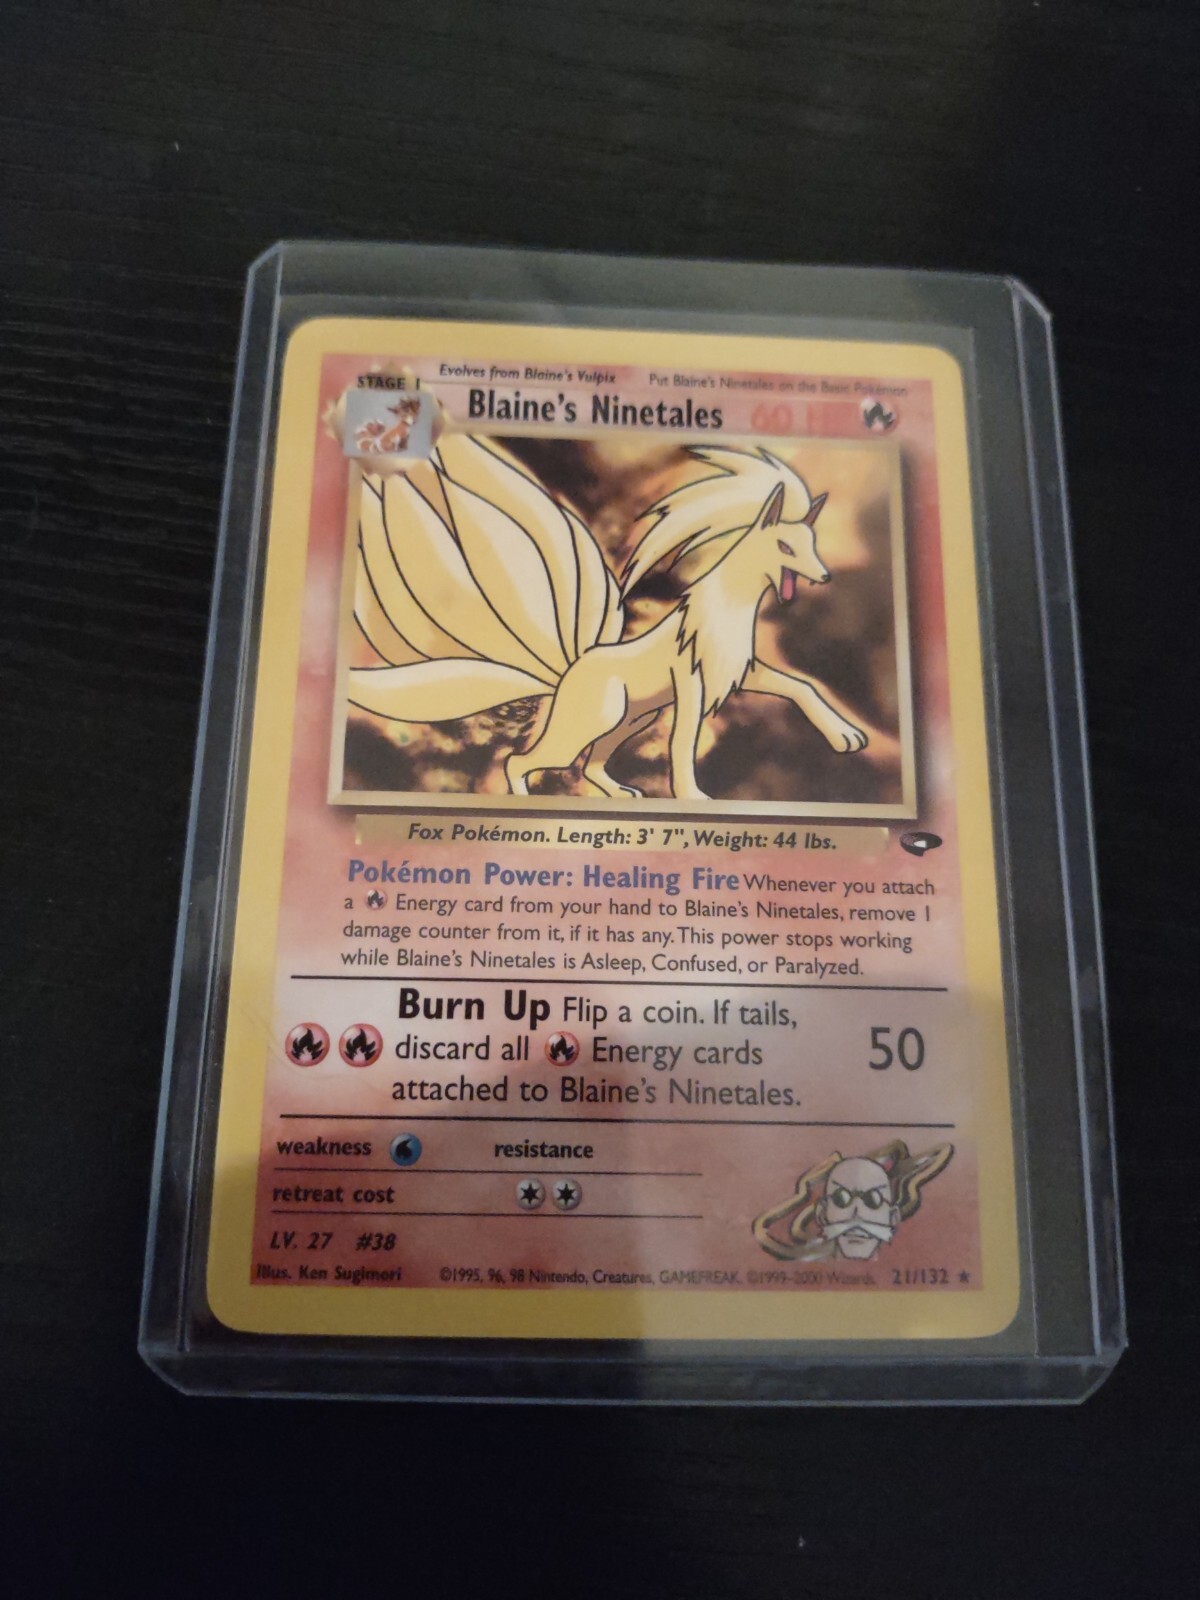 STAGE 1
Evolves from Blaine's Vulpix
Put Blaine's Ninetales on the Basic Pokémon
Blaine's Ninetales 60
Fox Pokémon. Length: 3' 7", Weight: 44 lbs.
Pokémon Power: Healing Fire Whenever you attach
a Energy card from your hand to Blaine's Ninetales, remove 1
damage counter from it, if it has any. This power stops working
while Blaine's Ninetales is Asleep, Confused, or Paralyzed.
Burn Up Flip a coin. If tails,
discard all Energy cards
attached to Blaine's Ninetales.
50
weakness resistance
retreat cost
LV. 27 #38
Illus. Ken Sugimori ©1995, 96, 98 Nintendo, Creatures, GAMEFREAK. ©1999-2000 Wizards. 21/132